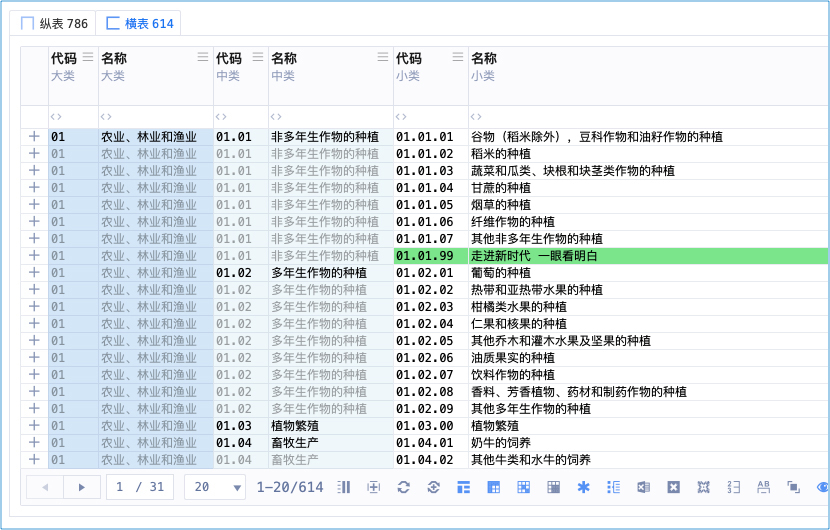 纵表 786 横表 614
代码 名称 代码 名称 代码 名称
大类 大类 中类 中类 小类 小类
01 农业、林业和渔业 01.01 非多年生作物的种植 01.01.01 谷物（稻米除外），豆科作物和油籽作物的种植
01 农业、林业和渔业 01.01 非多年生作物的种植 01.01.02 稻米的种植
01 农业、林业和渔业 01.01 非多年生作物的种植 01.01.03 蔬菜和瓜类、块根和块茎类作物的种植
01 农业、林业和渔业 01.01 非多年生作物的种植 01.01.04 甘蔗的种植
01 农业、林业和渔业 01.01 非多年生作物的种植 01.01.05 烟草的种植
01 农业、林业和渔业 01.01 非多年生作物的种植 01.01.06 纤维作物的种植
01 农业、林业和渔业 01.01 非多年生作物的种植 01.01.07 其他非多年生作物的种植
01 农业、林业和渔业 01.01 非多年生作物的种植 01.01.99 走进新时代 一眼看明白
01 农业、林业和渔业 01.02 多年生作物的种植 01.02.01 葡萄的种植
01 农业、林业和渔业 01.02 多年生作物的种植 01.02.02 热带和亚热带水果的种植
01 农业、林业和渔业 01.02 多年生作物的种植 01.02.03 柑橘类水果的种植
01 农业、林业和渔业 01.02 多年生作物的种植 01.02.04 仁果和核果的种植
01 农业、林业和渔业 01.02 多年生作物的种植 01.02.05 其他乔木和灌木水果及坚果的种植
01 农业、林业和渔业 01.02 多年生作物的种植 01.02.06 油质果实的种植
01 农业、林业和渔业 01.02 多年生作物的种植 01.02.07 饮料作物的种植
01 农业、林业和渔业 01.02 多年生作物的种植 01.02.08 香料、芳香植物、药材和制药作物的种植
01 农业、林业和渔业 01.02 多年生作物的种植 01.02.09 其他多年生作物的种植
01 农业、林业和渔业 01.03 植物繁殖 01.03.00 植物繁殖
01 农业、林业和渔业 01.04 畜牧生产 01.04.01 奶牛的饲养
01 农业、林业和渔业 01.04 畜牧生产 01.04.02 其他牛类和水牛的饲养
1 / 31 20 1–20/614